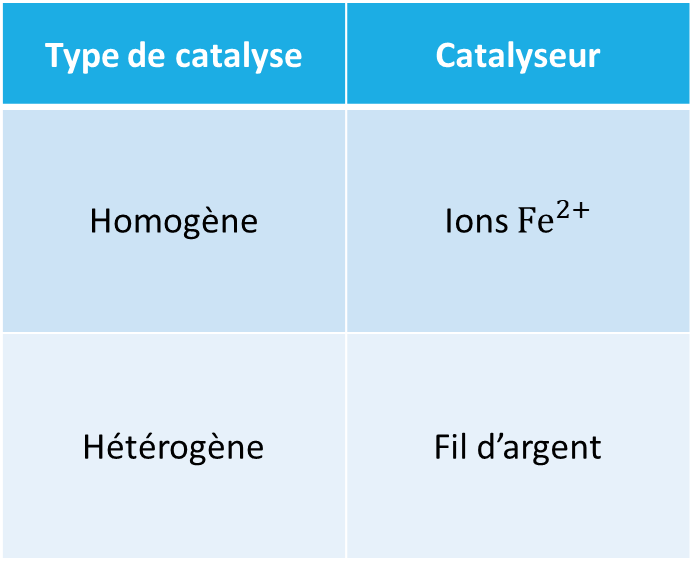 Type de catalyse Catalyseur
Homogène Ions Fe²⁺
Hétérogène Fil d’argent